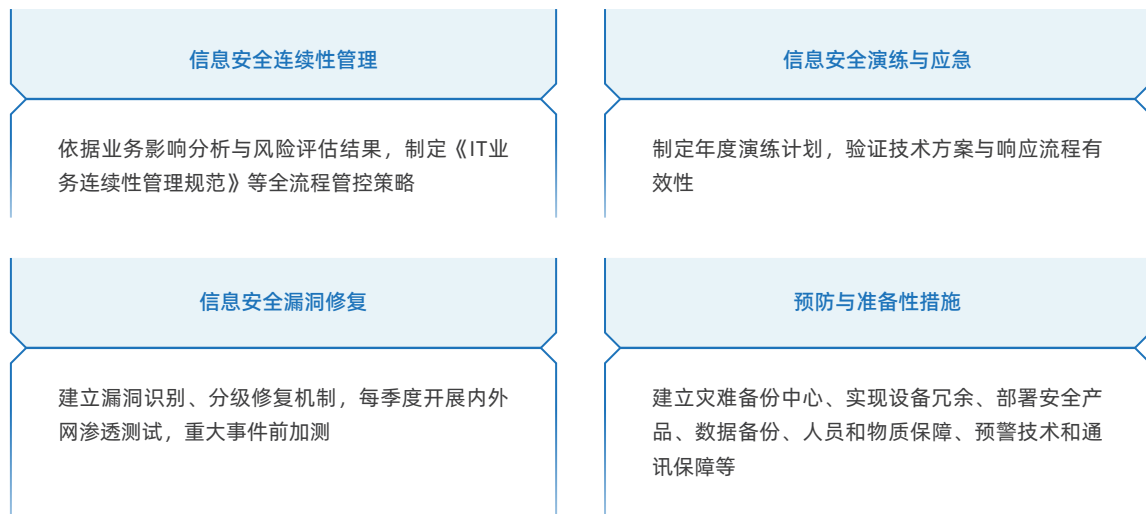 信息安全连续性管理
依据业务影响分析与风险评估结果，制定《IT业
务连续性管理规范》等全流程管控策略
信息安全演练与应急
制定年度演练计划，验证技术方案与响应流程有
效性
信息安全漏洞修复
建立漏洞识别、分级修复机制，每季度开展内外
网渗透测试，重大事件前加测
预防与准备性措施
建立灾难备份中心、实现设备冗余、部署安全产
品、数据备份、人员和物质保障、预警技术和通
讯保障等